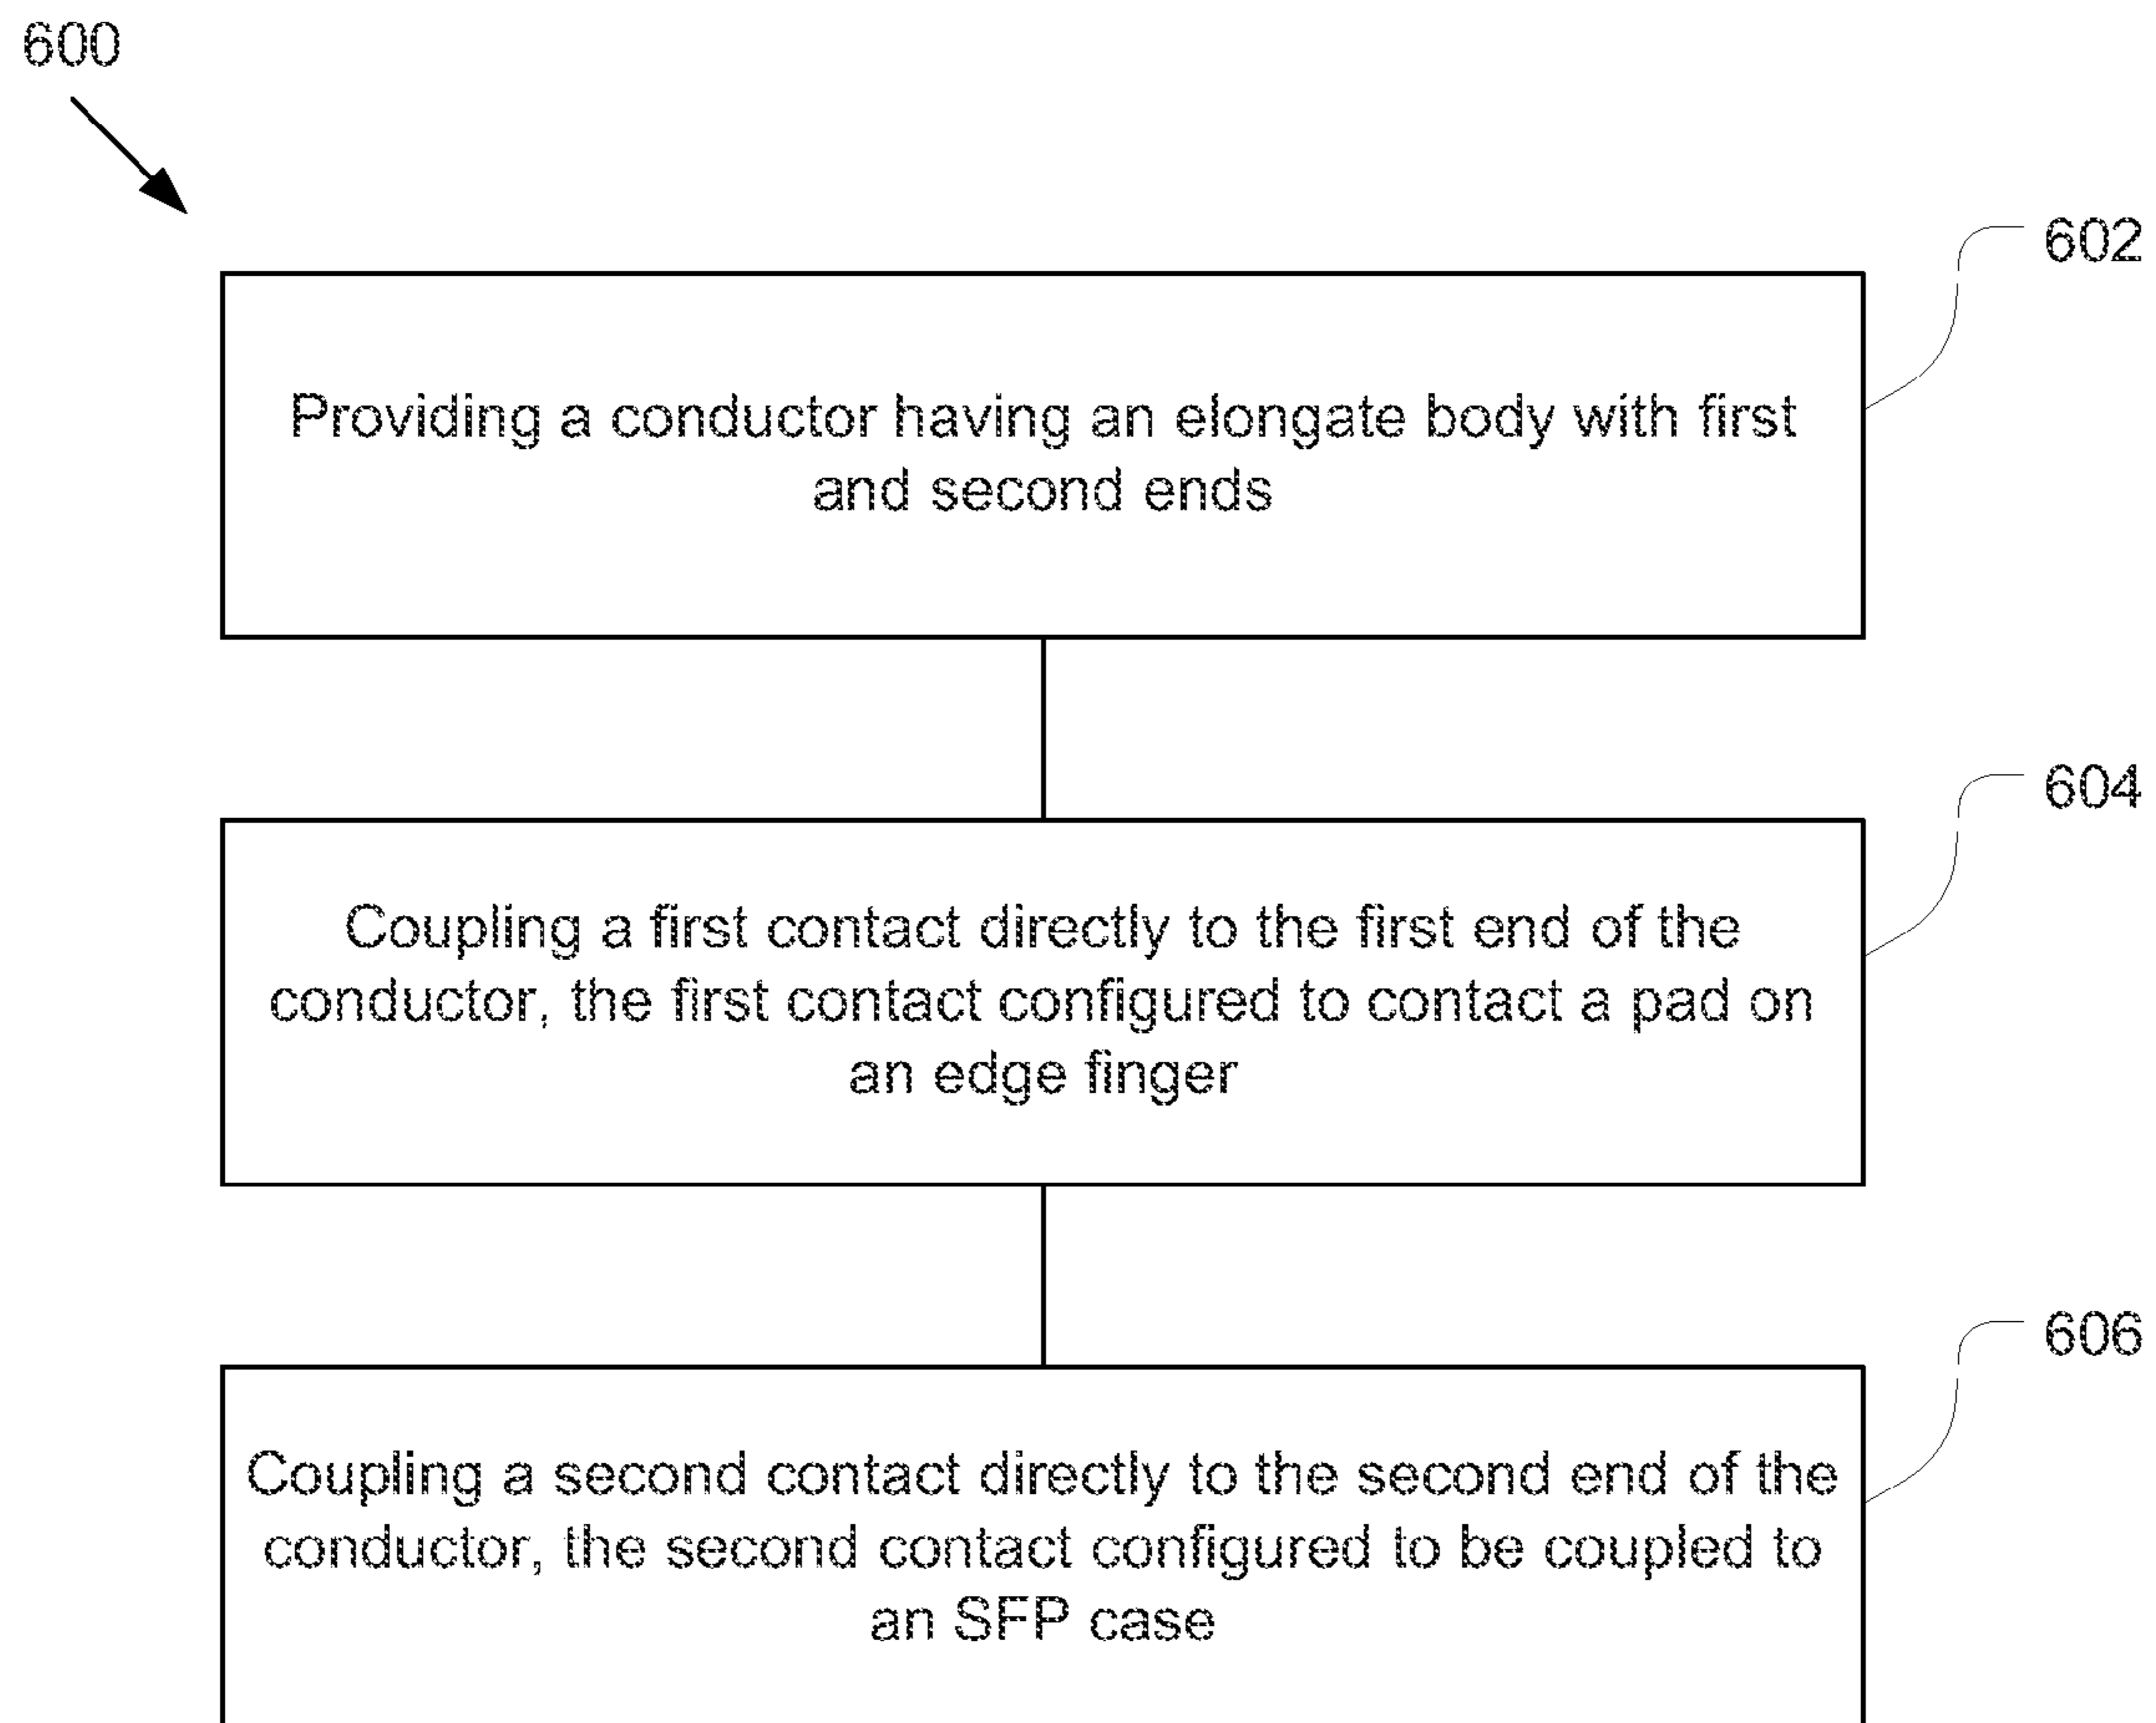 600
602
Providing a conductor having an elongate body with first
and second ends
604
Coupling a first contact directly to the first end of the
conductor, the first contact configured to contact a pad on
an edge finger
606
Coupling a second contact directly to the second end of the
conductor, the second contact configured to be coupled to
an SFP case